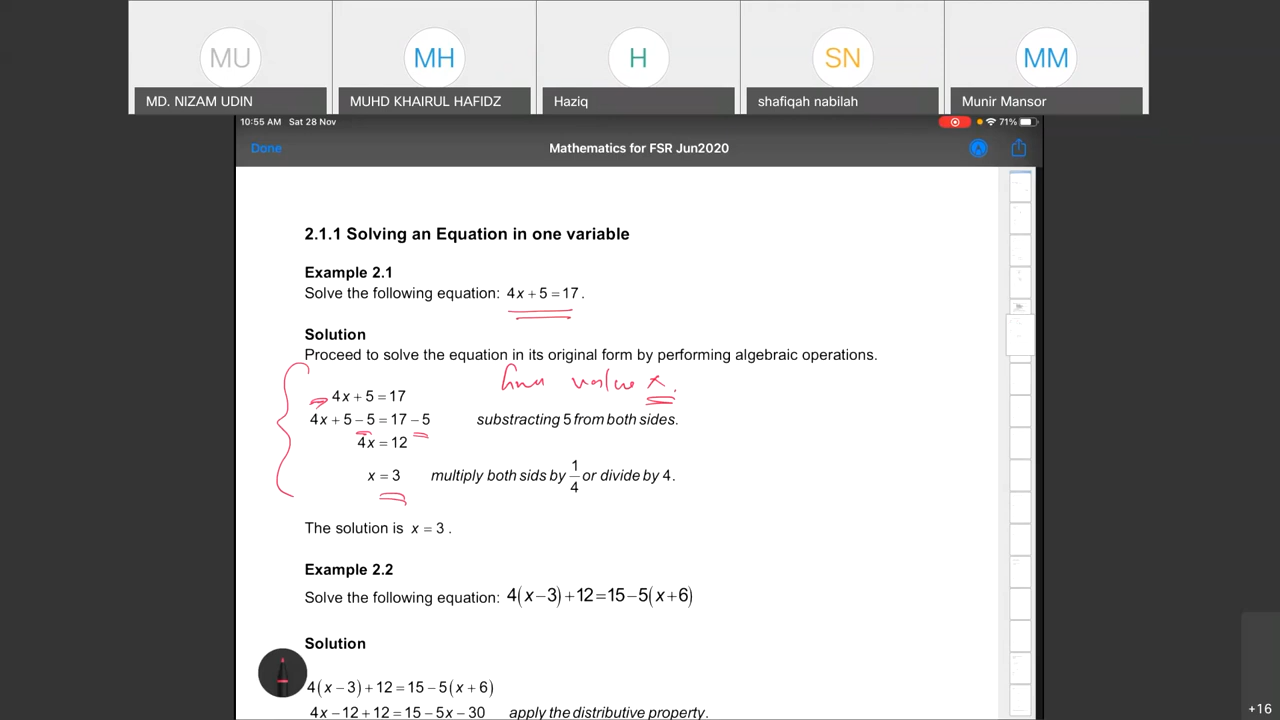 MU MH H SN MM
MD. NIZAM UDIN MUHD KHAIRUL HAFIDZ Haziq shafiqah nabilah Munir Mansor
10:55 AM Sat 28 Nov 71%
Done Mathematics for FSR Jun2020
2.1.1 Solving an Equation in one variable
Example 2.1
Solve the following equation: 4x + 5 = 17 .
Solution
Proceed to solve the equation in its original form by performing algebraic operations.
value x.
4x + 5 = 17
4x + 5 − 5 = 17 − 5 substracting 5 from both sides.
4x = 12
x = 3 multiply both sids by 1/4 or divide by 4.
The solution is x = 3 .
Example 2.2
Solve the following equation: 4(x−3)+12=15−5(x+6)
Solution
4(x − 3) + 12 = 15 − 5(x + 6)
4x − 12 + 12 = 15 − 5x − 30 apply the distributive property.
+16